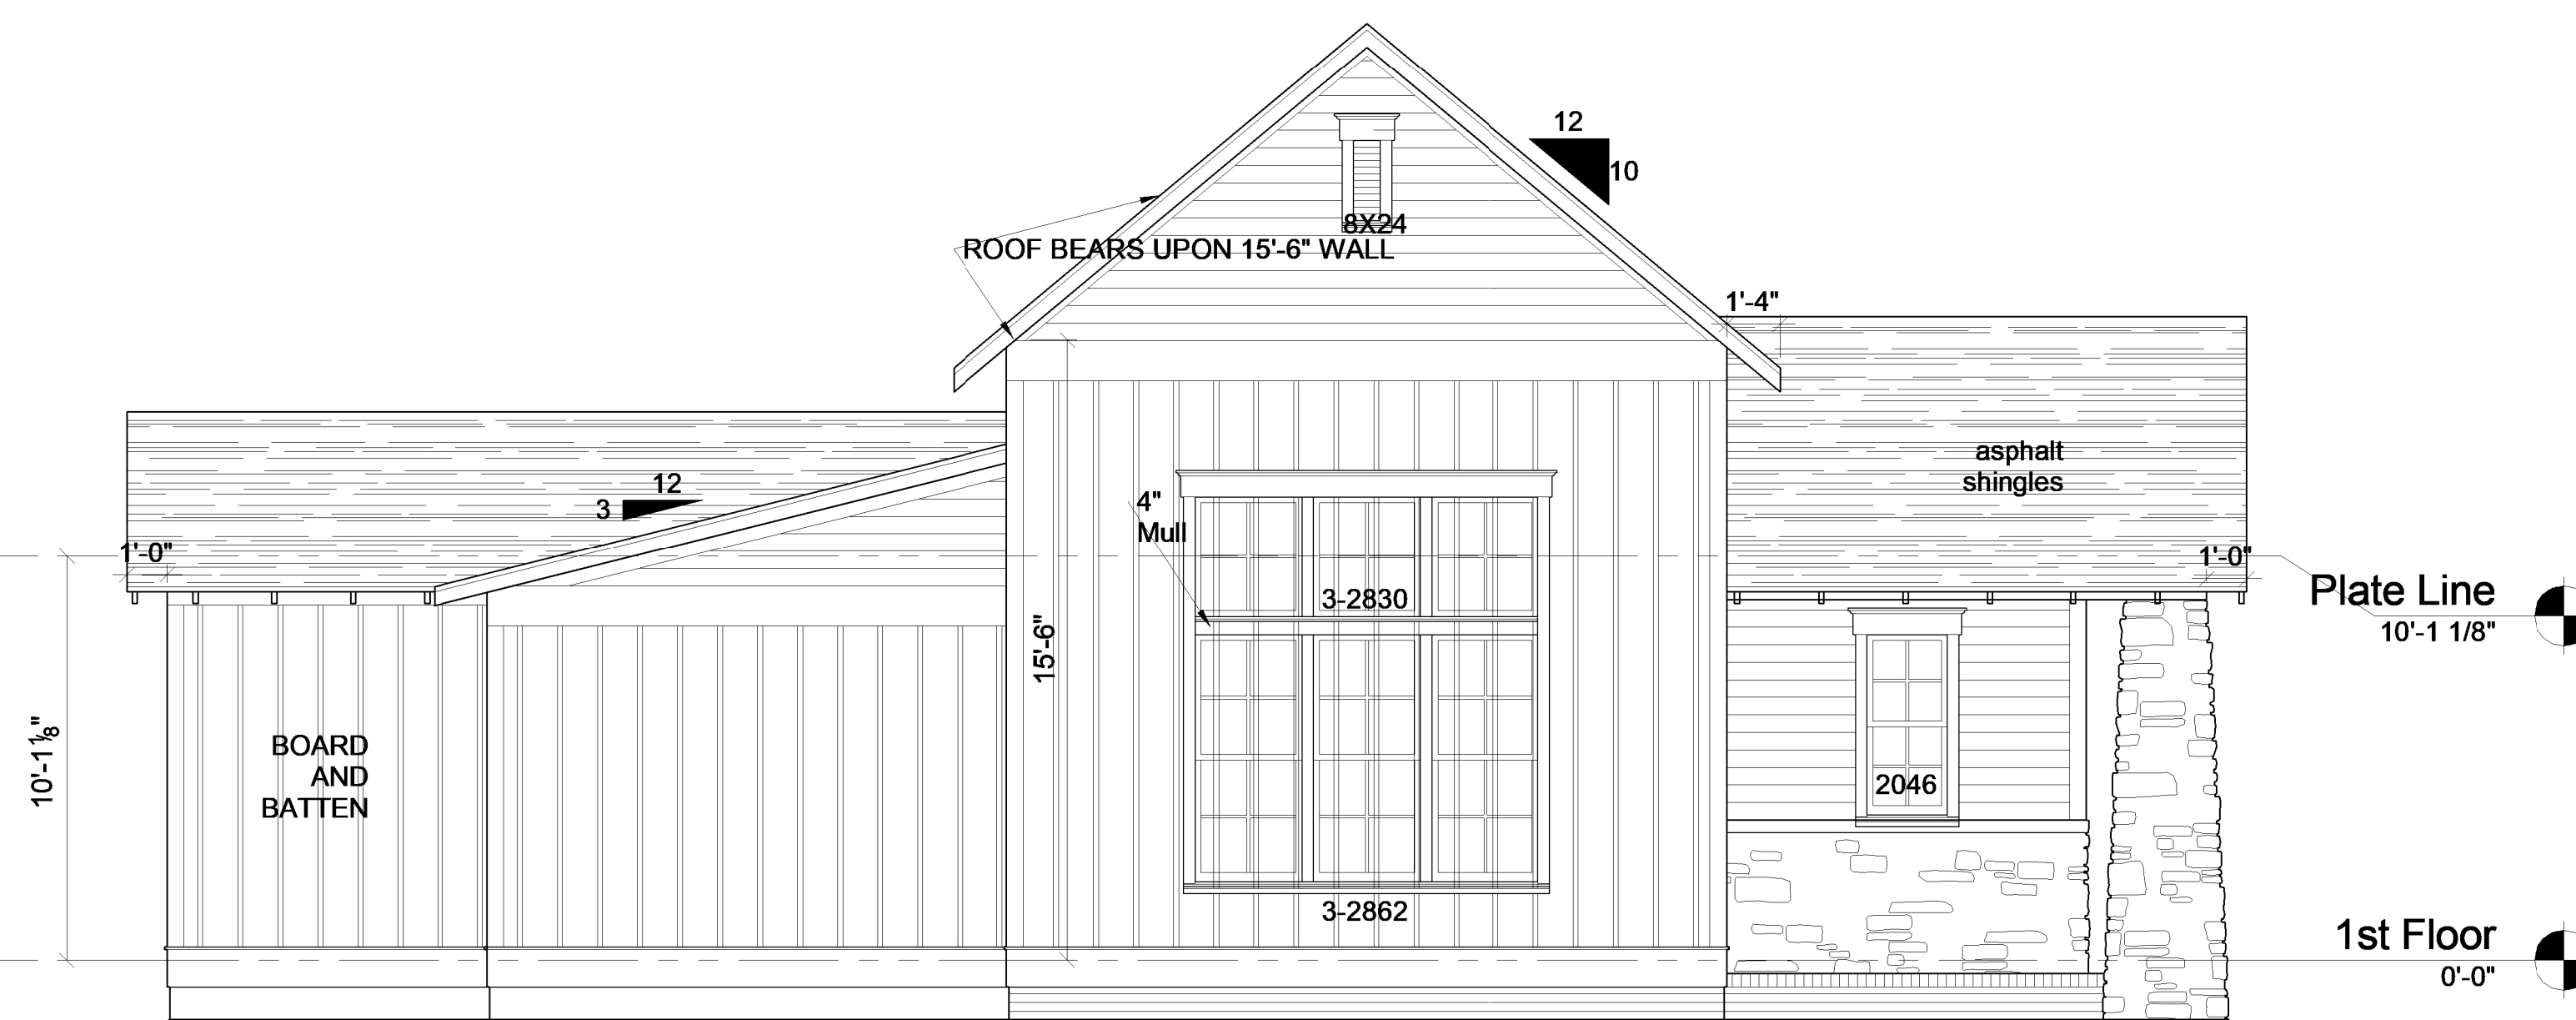 12
10
8X24
ROOF BEARS UPON 15'-6" WALL
1'-4"
asphalt
shingles
12
3
4"
Mull
1'-0"
1'-0"
Plate Line
10'-1 1/8"
3-2830
15'-6"
10'-1⅛"
BOARD
AND
BATTEN
2046
3-2862
1st Floor
0'-0"